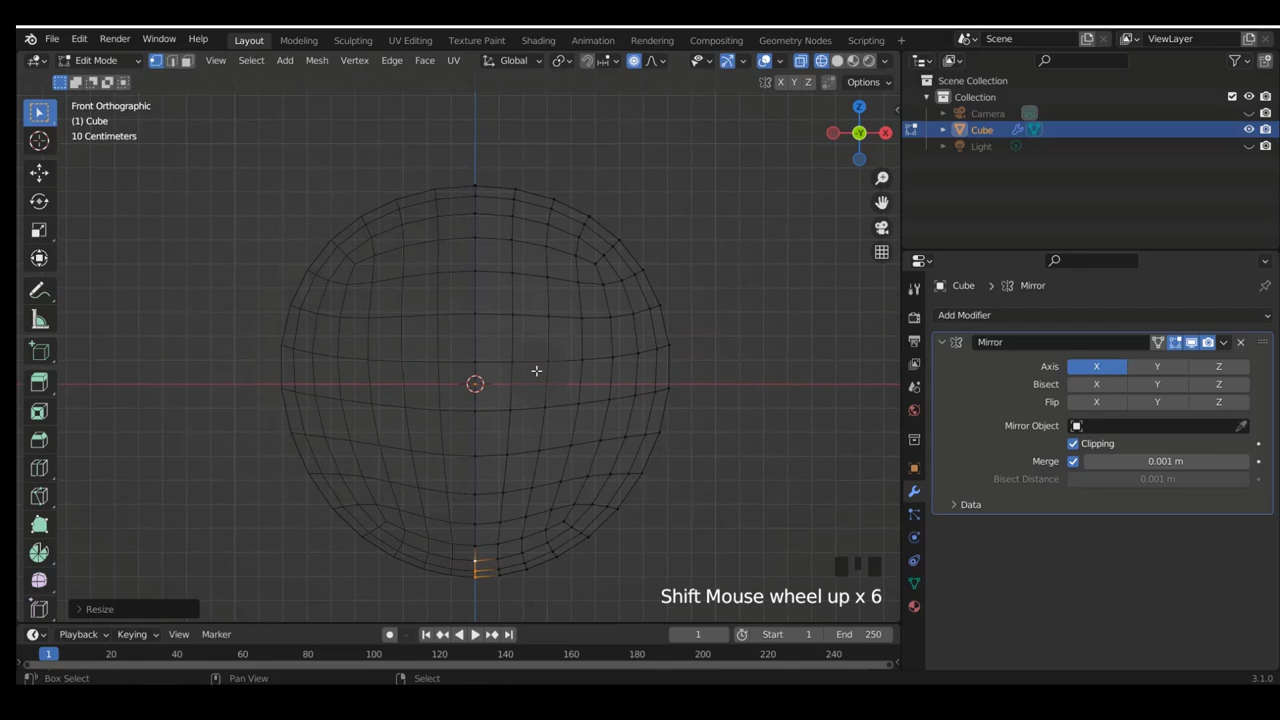 File Edit Render Window Help Layout Modeling Sculpting UV Editing Texture Paint Shading Animation Rendering Compositing Geometry Nodes Scripting + Scene ViewLayer
Edit Mode View Select Add Mesh Vertex Edge Face UV Global
X Y Z Options
Front Orthographic
(1) Cube
10 Centimeters
Z
-Y X
Scene Collection
Collection
Camera
Cube
Light
Cube > Mirror
Add Modifier
Mirror
Axis X Y Z
Bisect X Y Z
Flip X Y Z
Mirror Object
Clipping
Merge 0.001 m
Bisect Distance 0.001 m
> Data
Shift Mouse wheel up x 6
> Resize
Playback Keying View Marker 1 Start 1 End 250
1 20 40 60 80 100 120 140 160 180 200 220 240
Box Select Pan View Select 3.1.0